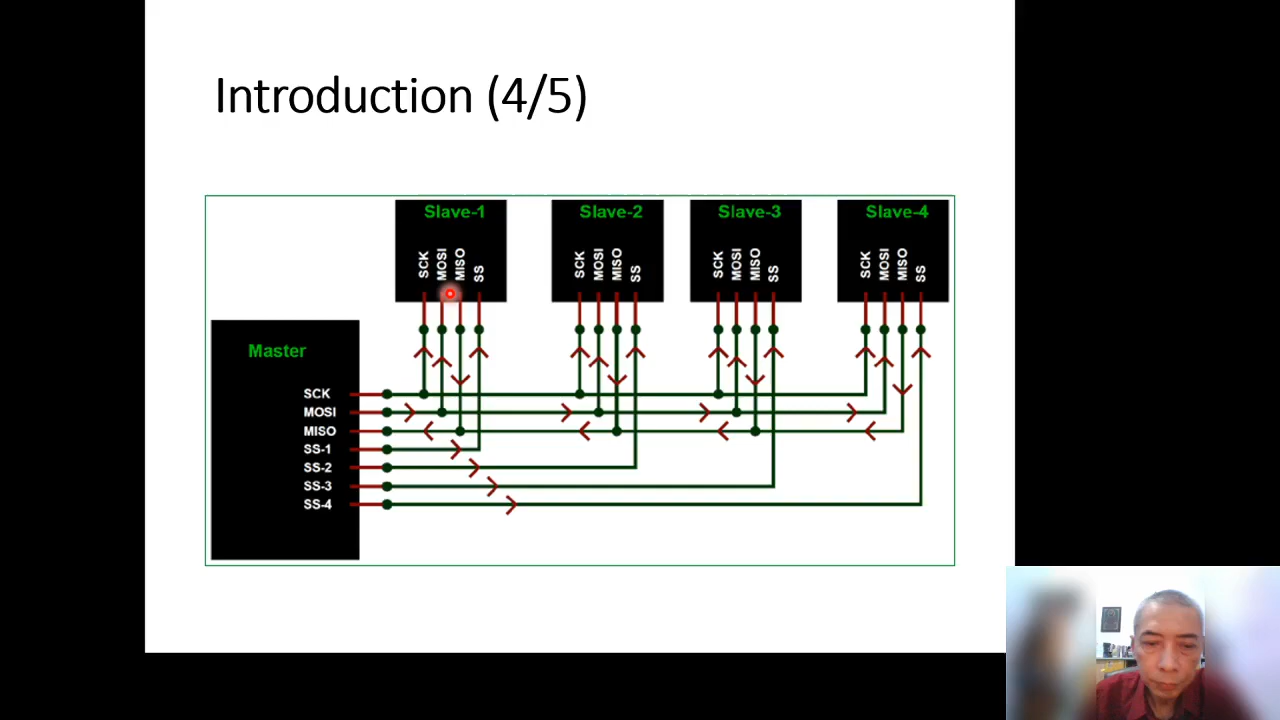 Introduction (4/5)
Slave-1
Slave-2
Slave-3
Slave-4
SCK
MOSI
MISO
SS
SCK
MOSI
MISO
SS
SCK
MOSI
MISO
SS
SCK
MOSI
MISO
SS
Master
SCK
MOSI
MISO
SS-1
SS-2
SS-3
SS-4